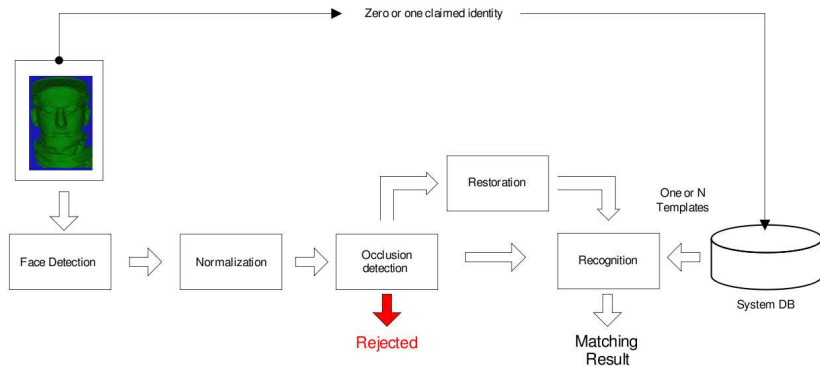 Zero or one claimed identity
Restoration
One or N
Templates
Face Detection
Normalization
Occlusion
detection
Recognition
System DB
Rejected
Matching
Result